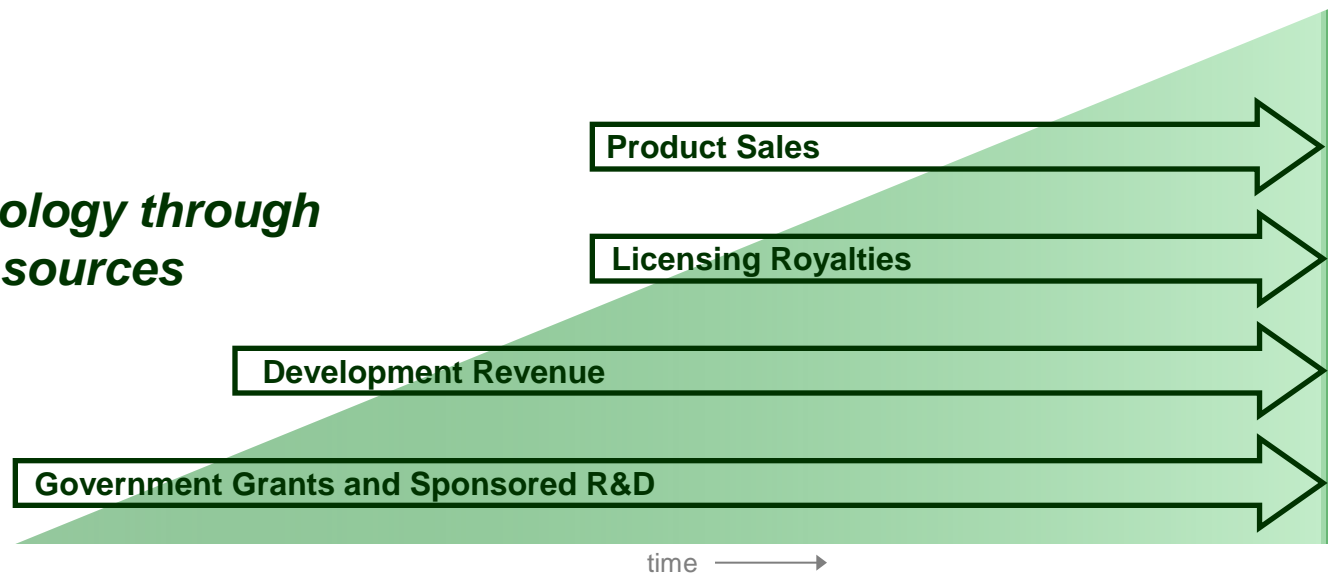 Product Sales
ology through
sources
Licensing Royalties
Development Revenue
Government Grants and Sponsored R&D
time